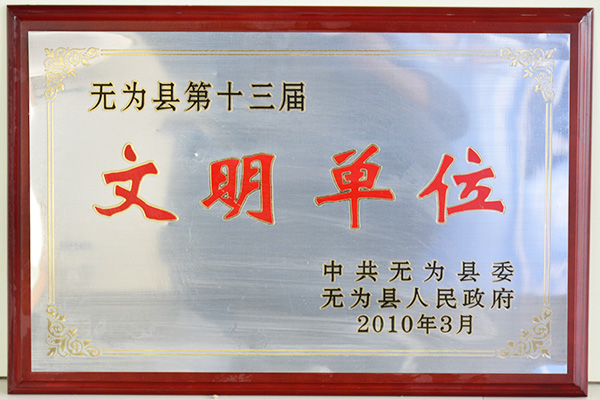 无为县第十三届
文明单位
中共无为县委
无为县人民政府
2010年3月